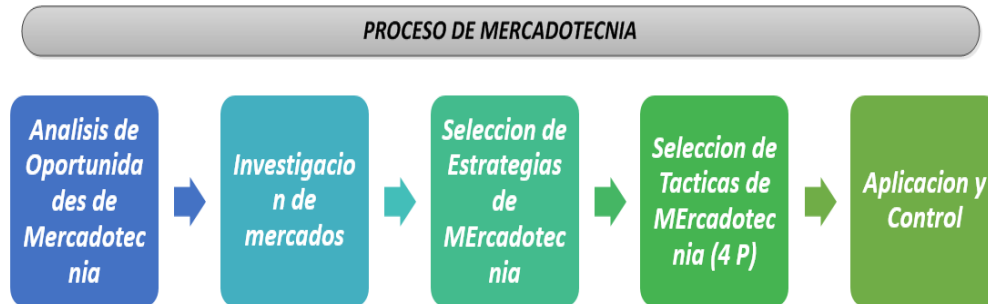 PROCESO DE MERCADOTECNIA
Analisis de
Oportunida
des de
Mercadotec
nia
Investigacio
n de
mercados
Seleccion de
Estrategias
de
MErcadotec
nia
Seleccion de
Tacticas de
MErcadotec
nia (4 P)
Aplicacion y
Control